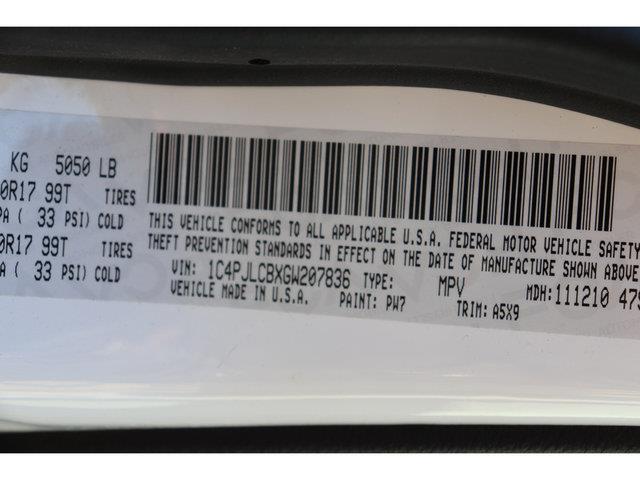 KG 5050 LB
0R17 99T TIRES
PA ( 33 PSI) COLD
0R17 99T TIRES
A ( 33 PSI) COLD
THIS VEHICLE CONFORMS TO ALL APPLICABLE U.S.A. FEDERAL MOTOR VEHICLE SAFETY
THEFT PREVENTION STANDARDS IN EFFECT ON THE DATE OF MANUFACTURE SHOWN ABOVE
VIN: 1C4PJLCBXGW207836 TYPE: MPV MDH: 111210 479
VEHICLE MADE IN U.S.A. PAINT: PW7 TRIM: A5X9